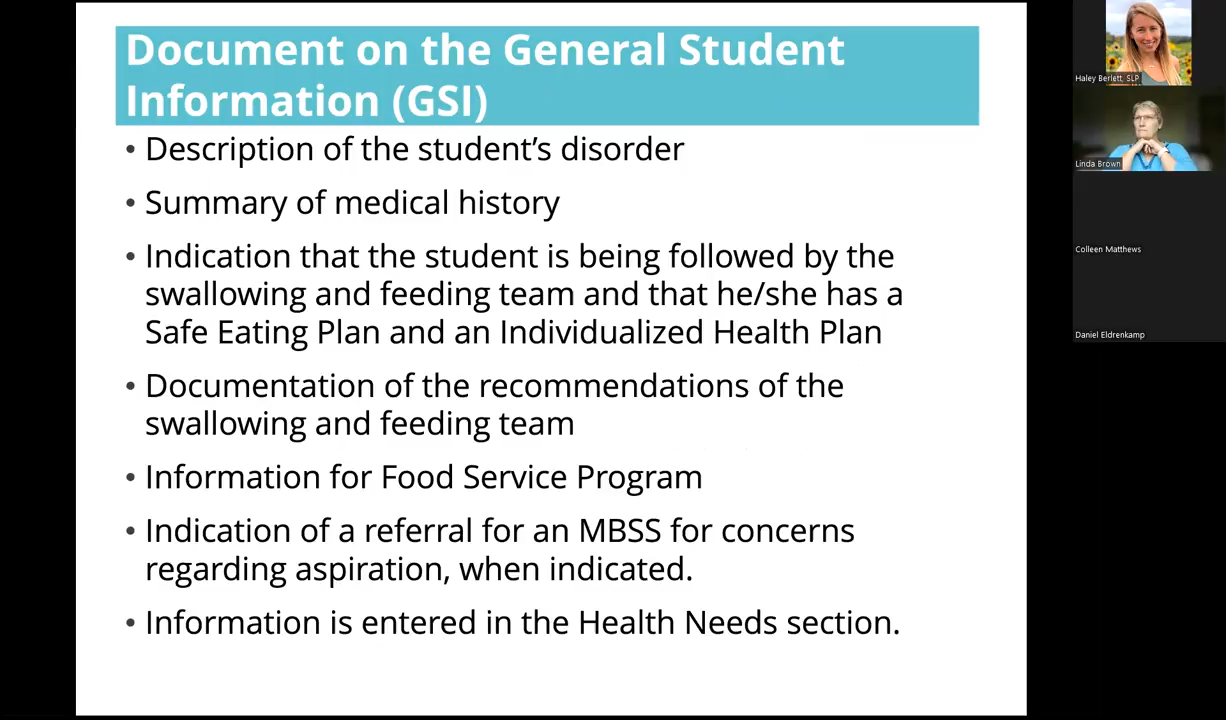 Document on the General Student
Information (GSI)
• Description of the student’s disorder
• Summary of medical history
• Indication that the student is being followed by the
swallowing and feeding team and that he/she has a
Safe Eating Plan and an Individualized Health Plan
• Documentation of the recommendations of the
swallowing and feeding team
• Information for Food Service Program
• Indication of a referral for an MBSS for concerns
regarding aspiration, when indicated.
• Information is entered in the Health Needs section.
Haley Berlett, SLP
Linda Brown
Colleen Matthews
Daniel Eldrenkamp